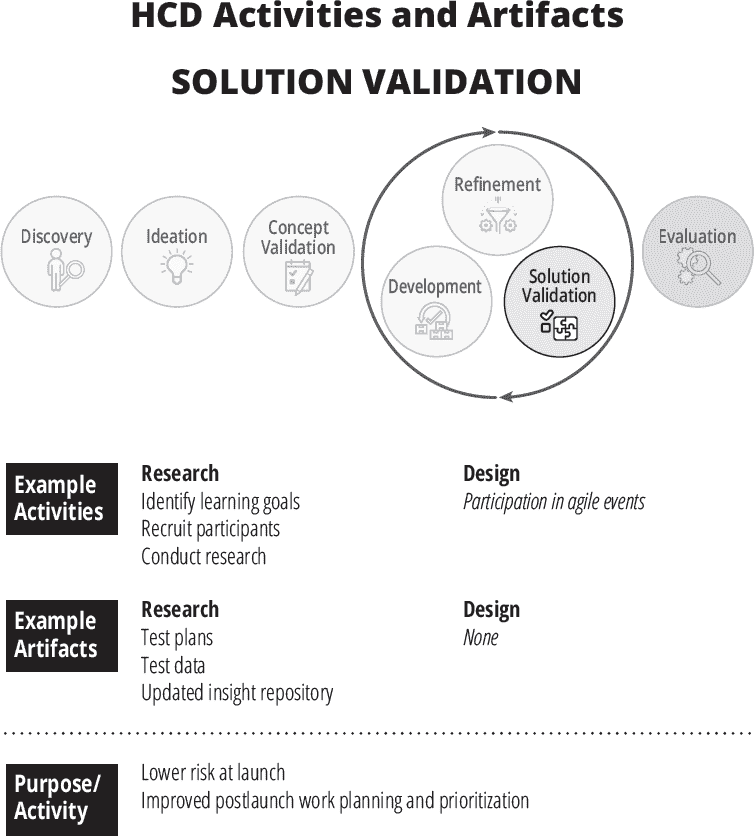 HCD Activities and Artifacts
SOLUTION VALIDATION
Discovery
Ideation
Concept
Validation
Refinement
Development
Solution
Validation
Evaluation
Example
Activities
Research
Identify learning goals
Recruit participants
Conduct research
Design
Participation in agile events
Example
Artifacts
Research
Test plans
Test data
Updated insight repository
Design
None
Purpose/
Activity
Lower risk at launch
Improved postlaunch work planning and prioritization